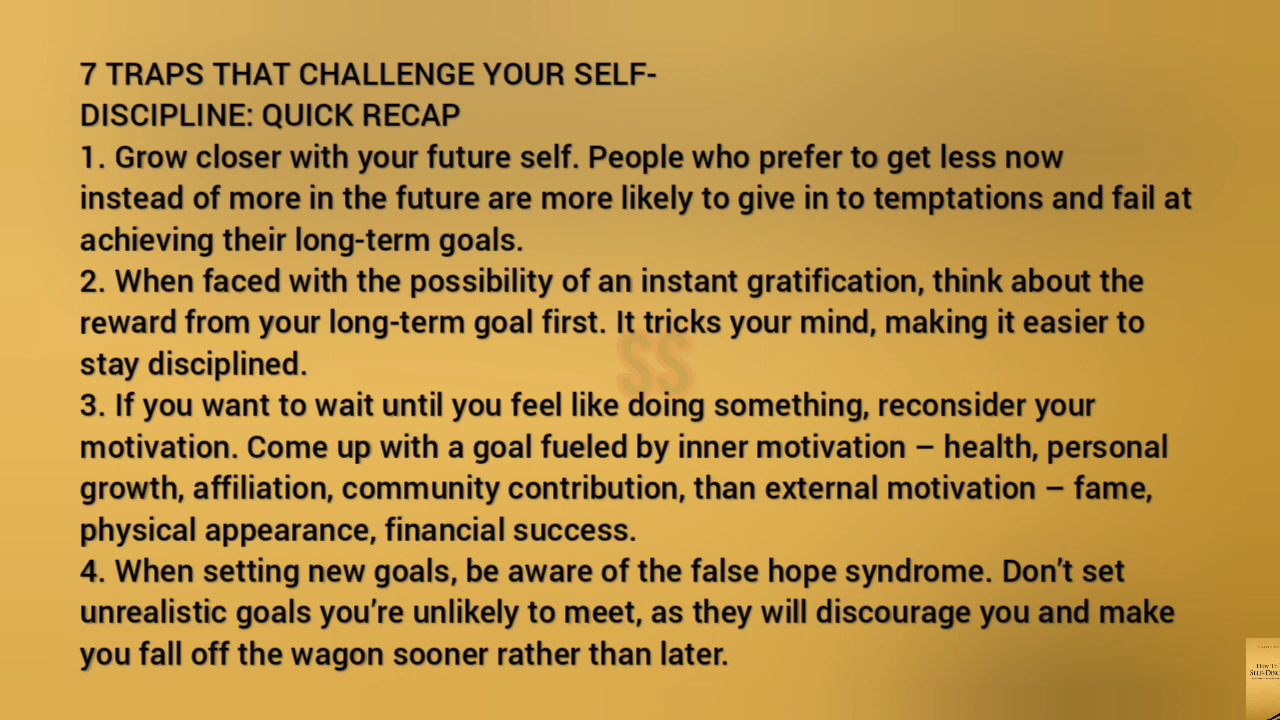 7 TRAPS THAT CHALLENGE YOUR SELF-
DISCIPLINE: QUICK RECAP
1. Grow closer with your future self. People who prefer to get less now
instead of more in the future are more likely to give in to temptations and fail at
achieving their long-term goals.
2. When faced with the possibility of an instant gratification, think about the
reward from your long-term goal first. It tricks your mind, making it easier to
stay disciplined.
3. If you want to wait until you feel like doing something, reconsider your
motivation. Come up with a goal fueled by inner motivation – health, personal
growth, affiliation, community contribution, than external motivation – fame,
physical appearance, financial success.
4. When setting new goals, be aware of the false hope syndrome. Don’t set
unrealistic goals you’re unlikely to meet, as they will discourage you and make
you fall off the wagon sooner rather than later.
SS
How To